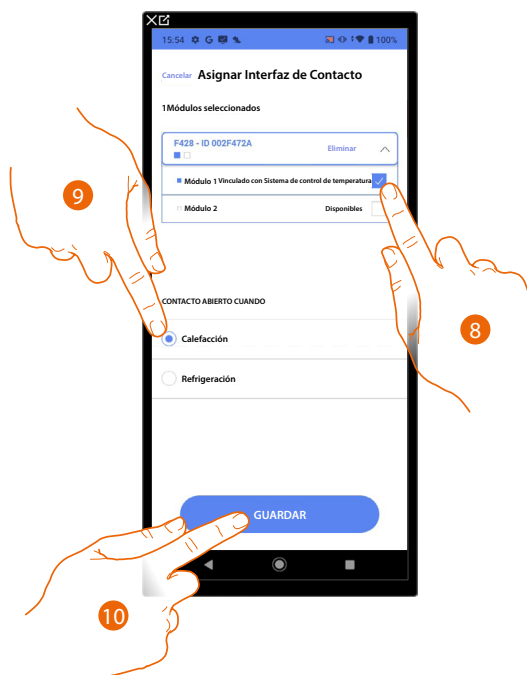 15:54 G 100%
Cancelar Asignar Interfaz de Contacto
1Módulos seleccionados
F428 - ID 002F472A
Eliminar
Módulo 1 Vinculado con Sistema de control de temperatura
Módulo 2 Disponibles
9
8
CONTACTO ABIERTO CUANDO
Calefacción
Refrigeración
GUARDAR
10